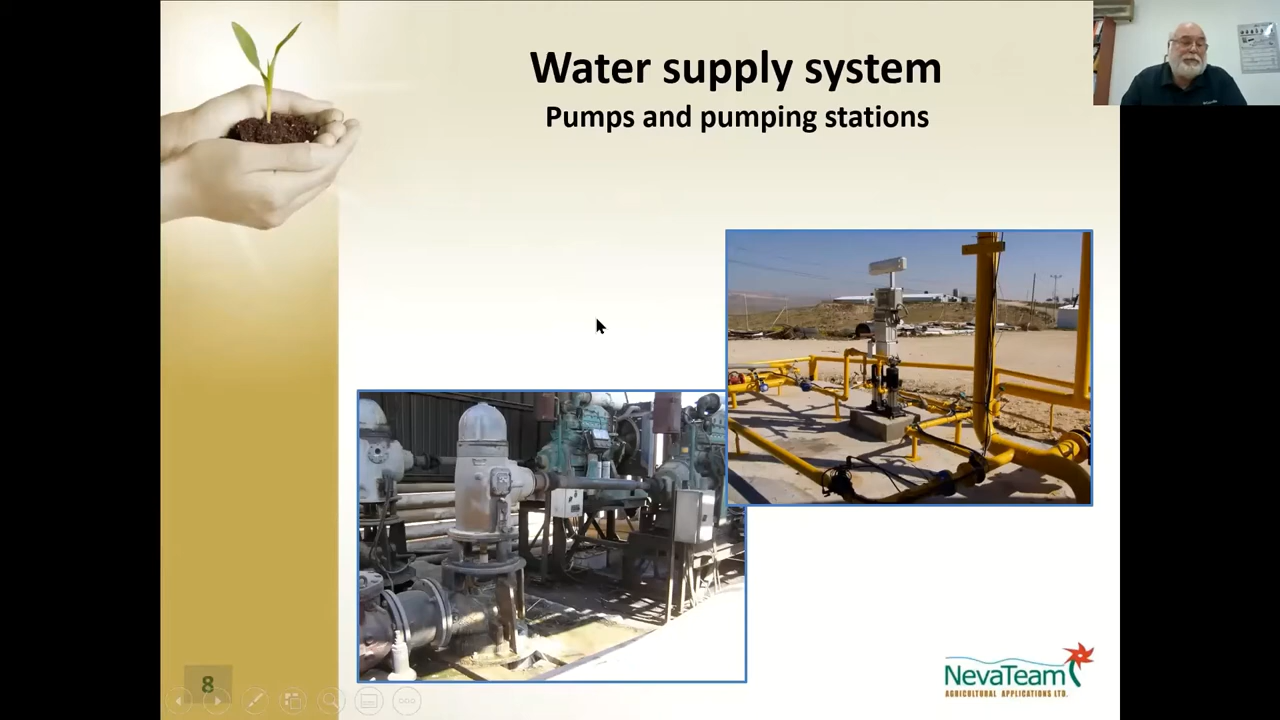 Water supply system
Pumps and pumping stations
NevaTeam
AGRICULTURAL APPLICATIONS LTD.
8